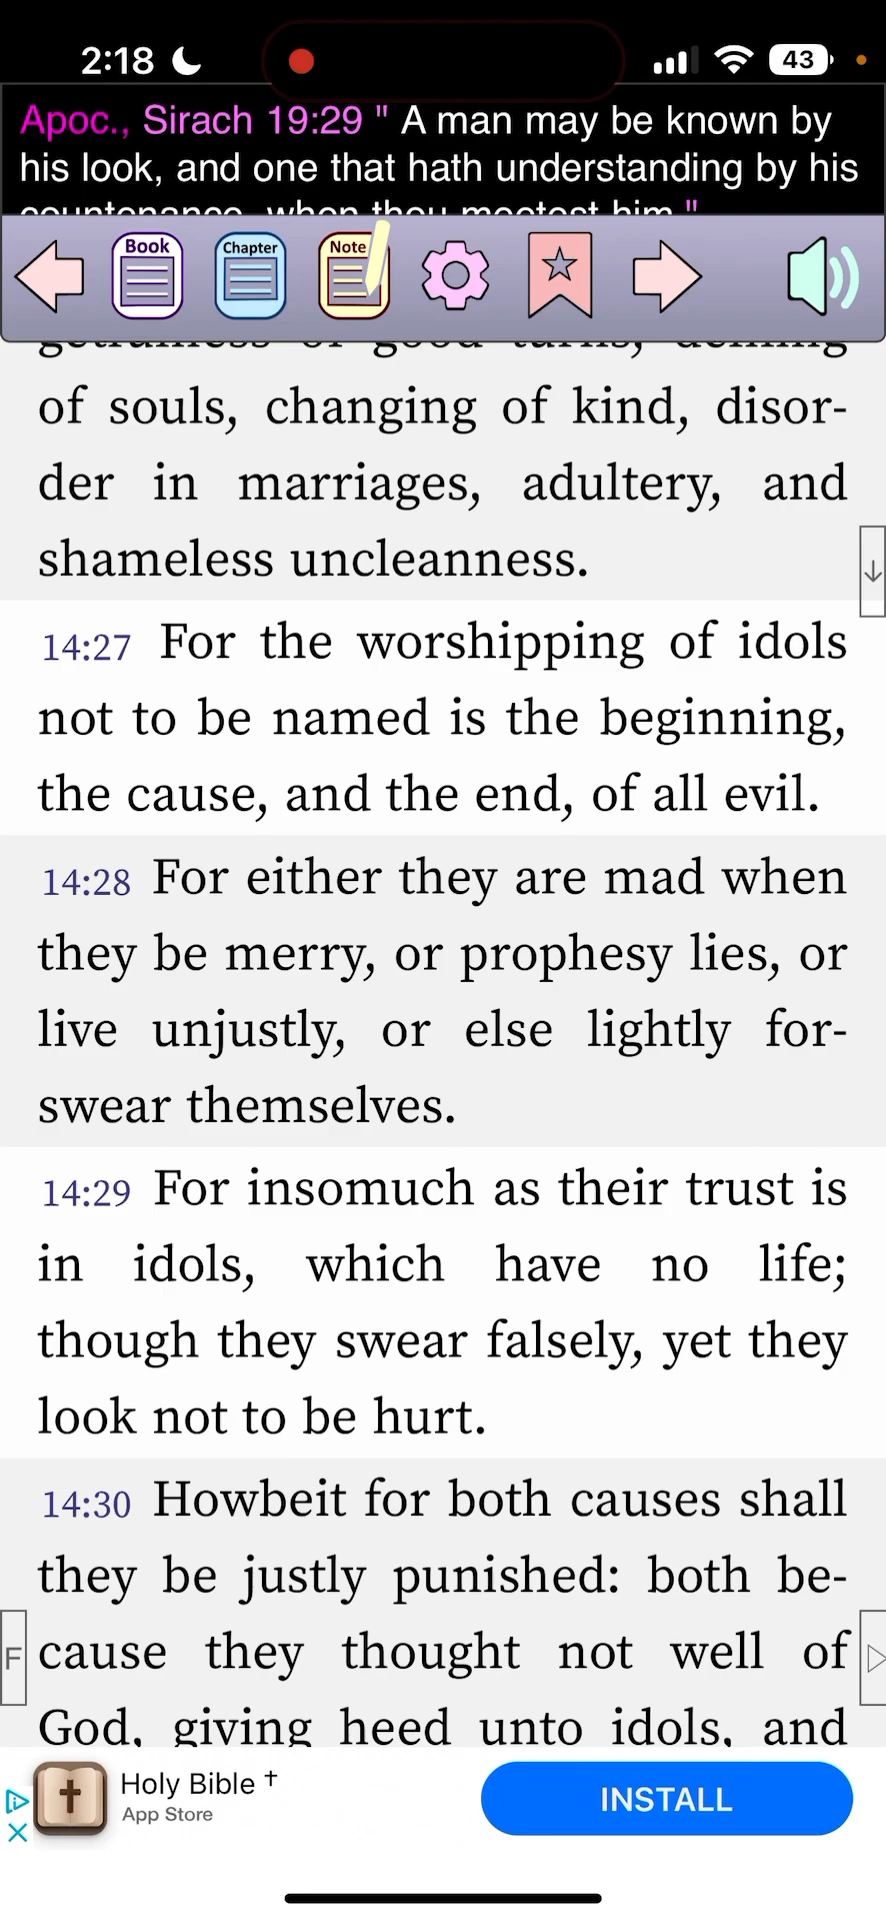 2:18
43
Apoc., Sirach 19:29 " A man may be known by
his look, and one that hath understanding by his
countenance, when thou meetest him "
Book
Chapter
Note
of souls, changing of kind, disor-
der in marriages, adultery, and
shameless uncleanness.
14:27 For the worshipping of idols
not to be named is the beginning,
the cause, and the end, of all evil.
14:28 For either they are mad when
they be merry, or prophesy lies, or
live unjustly, or else lightly for-
swear themselves.
14:29 For insomuch as their trust is
in idols, which have no life;
though they swear falsely, yet they
look not to be hurt.
14:30 Howbeit for both causes shall
they be justly punished: both be-
F cause they thought not well of
God, giving heed unto idols, and
Holy Bible †
App Store
INSTALL